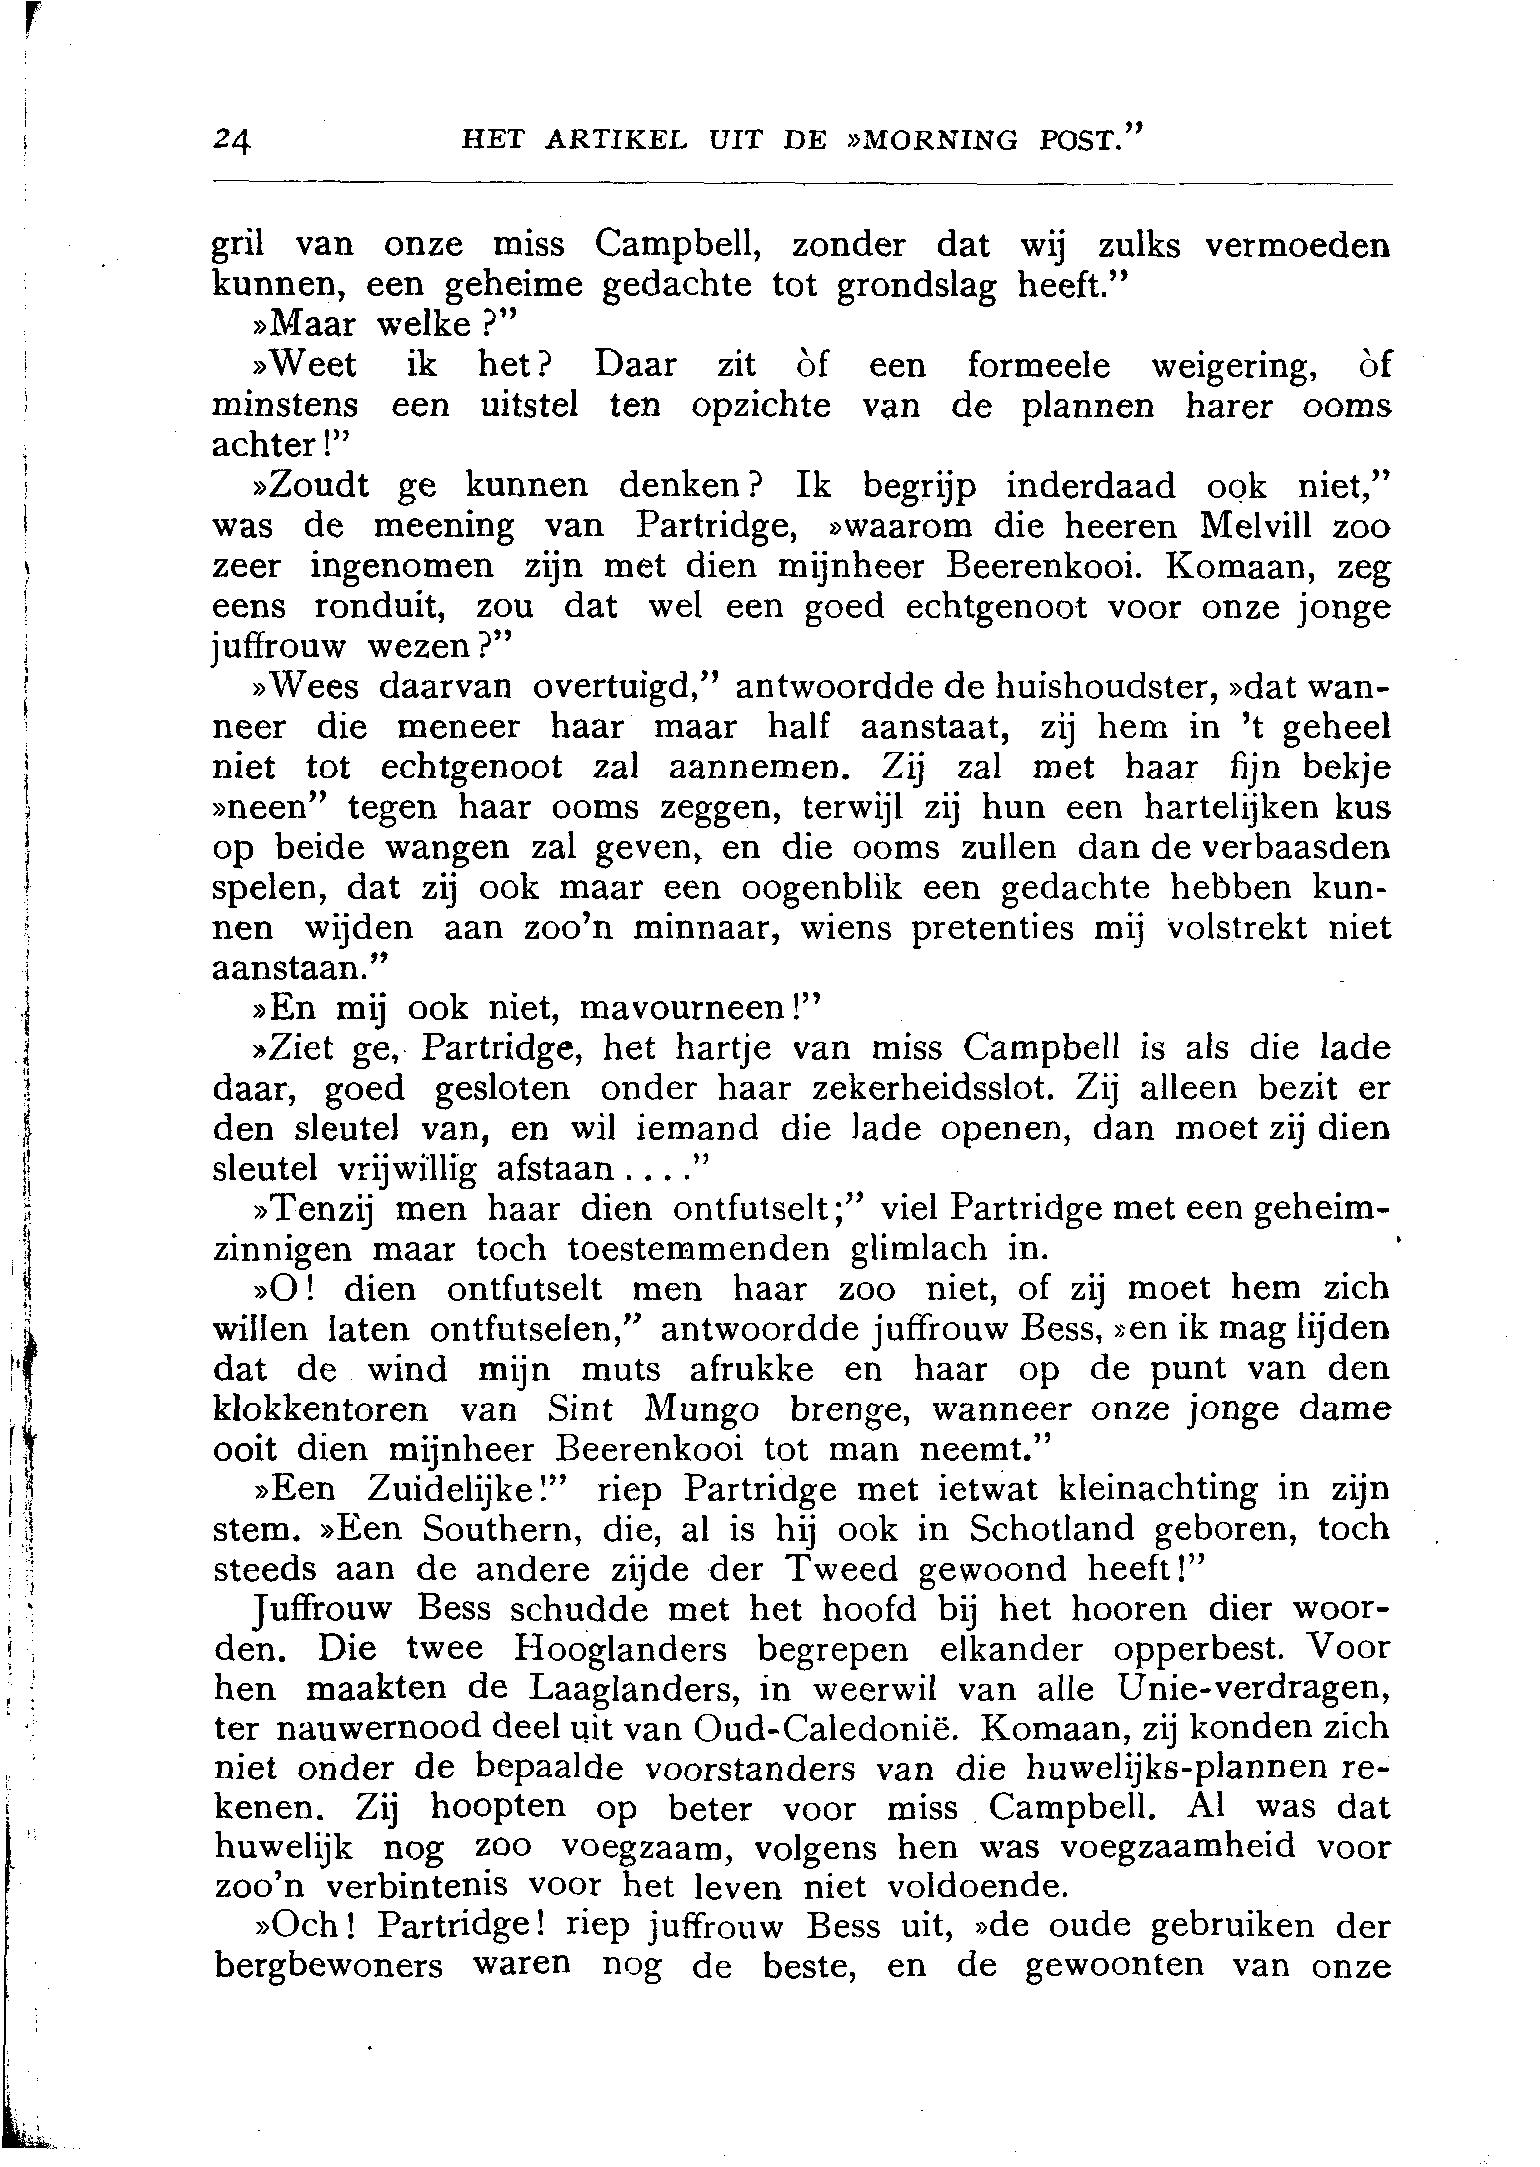 24 HET ARTIKEL UIT DE »MORNING POST.”
gril van onze miss Campbell, zonder dat wij zulks vermoeden
kunnen, een geheime gedachte tot grondslag heeft.”
»Maar welke ?”
»Weet ik het? Daar zit òf een formeele weigering, òf
minstens een uitstel ten opzichte van de plannen harer ooms
achter!”
»Zoudt ge kunnen denken? Ik begrijp inderdaad ook niet,”
was de meening van Partridge, »waarom die heeren Melvill zoo
zeer ingenomen zijn met dien mijnheer Beerenkooi. Komaan, zeg
eens ronduit, zou dat wel een goed echtgenoot voor onze jonge
juffrouw wezen?”
»Wees daarvan overtuigd,” antwoordde de huishoudster, »dat wan-
neer die meneer haar maar half aanstaat, zij hem in ’t geheel
niet tot echtgenoot zal aannemen. Zij zal met haar fijn bekje
»neen” tegen haar ooms zeggen, terwijl zij hun een hartelijken kus
op beide wangen zal geven, en die ooms zullen dan de verbaasden
spelen, dat zij ook maar een oogenblik een gedachte hebben kun-
nen wijden aan zoo’n minnaar, wiens pretenties mij volstrekt niet
aanstaan.”
»En mij ook niet, mavourneen!”
»Ziet ge, Partridge, het hartje van miss Campbell is als die lade
daar, goed gesloten onder haar zekerheidsslot. Zij alleen bezit er
den sleutel van, en wil iemand die lade openen, dan moet zij dien
sleutel vrijwillig afstaan . . . .”
»Tenzij men haar dien ontfutselt;” viel Partridge met een geheim-
zinnigen maar toch toestemmenden glimlach in.
»O! dien ontfutselt men haar zoo niet, of zij moet hem zich
willen laten ontfutselen,” antwoordde juffrouw Bess, »en ik mag lijden
dat de wind mijn muts afrukke en haar op de punt van den
klokkentoren van Sint Mungo brenge, wanneer onze jonge dame
ooit dien mijnheer Beerenkooi tot man neemt.”
»Een Zuidelijke!” riep Partridge met ietwat kleinachting in zijn
stem. »Een Southern, die, al is hij ook in Schotland geboren, toch
steeds aan de andere zijde der Tweed gewoond heeft!”
Juffrouw Bess schudde met het hoofd bij het hooren dier woor-
den. Die twee Hooglanders begrepen elkander opperbest. Voor
hen maakten de Laaglanders, in weerwil van alle Unie-verdragen,
ter nauwernood deel uit van Oud-Caledonië. Komaan, zij konden zich
niet onder de bepaalde voorstanders van die huwelijks-plannen re-
kenen. Zij hoopten op beter voor miss Campbell. Al was dat
huwelijk nog zoo voegzaam, volgens hen was voegzaamheid voor
zoo’n verbintenis voor het leven niet voldoende.
»Och! Partridge! riep juffrouw Bess uit, »de oude gebruiken der
bergbewoners waren nog de beste, en de gewoonten van onze